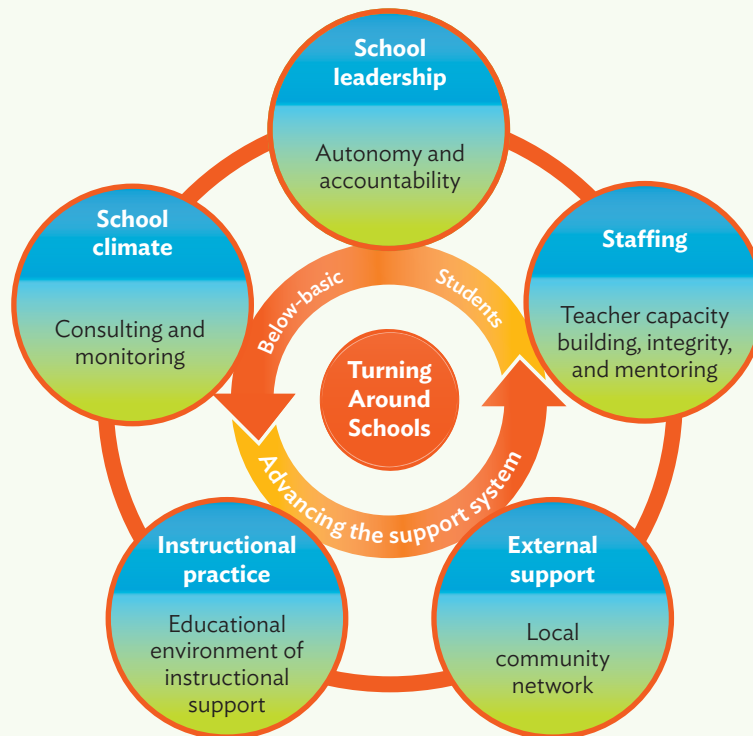 School
leadership
Autonomy and
accountability
School
climate
Consulting and
monitoring
Staffing
Teacher capacity
building, integrity,
and mentoring
Below-basic
Students
Turning
Around
Schools
Advancing the support system
Instructional
practice
Educational
environment of
instructional
support
External
support
Local
community
network